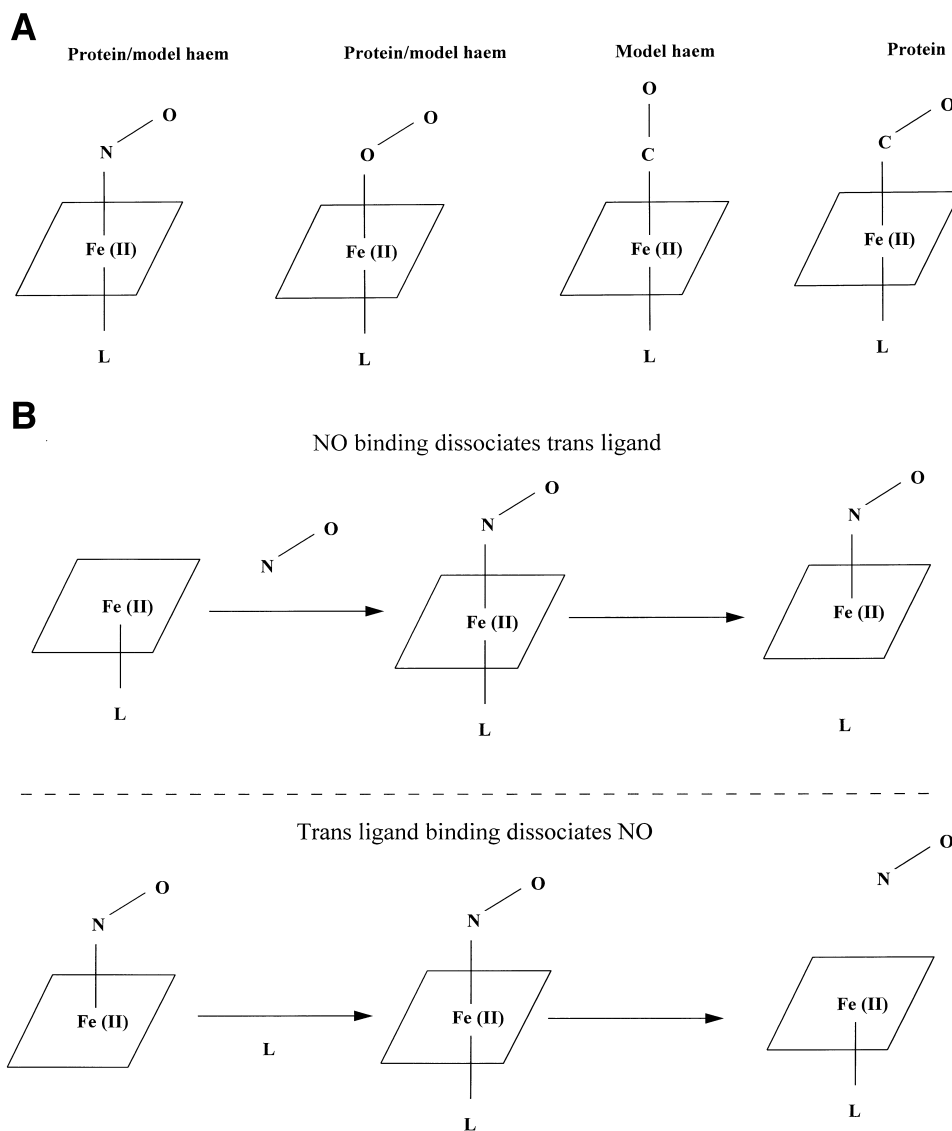 A
Protein/model haem Protein/model haem Model haem Protein
O O O O
N O C C
Fe (II) Fe (II) Fe (II) Fe (II)
L L L L
B
NO binding dissociates trans ligand
N O N O N O
Fe (II) Fe (II) Fe (II)
L L L
Trans ligand binding dissociates NO
N O N O N O
Fe (II) Fe (II) Fe (II)
L L L